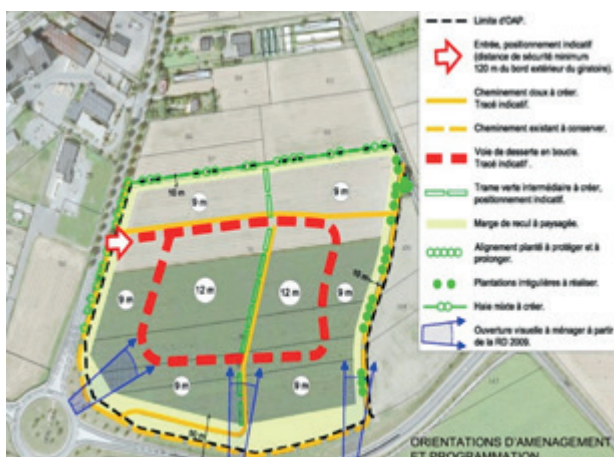 Limite d'OAP.
Entrée, positionnement indicatif
(distance de sécurité minimum
120 m du bord extérieur du giratoire).
Cheminement doux à créer.
Tracé indicatif.
Cheminement existant à conserver.
Voie de desserte en boucle.
Tracé indicatif.
Trame verte intermédiaire à créer,
positionnement indicatif.
Marge de recul à paysagée.
Alignement planté à protéger et à
prolonger.
Plantations irrégulières à réaliser.
Haie mixte à créer.
Ouverture visuelle à ménager à partir
de la RD 2009.
10 m
9 m
9 m
9 m
12 m
12 m
9 m
10 m
9 m
9 m
ORIENTATIONS D'AMENAGEMENT,
ET PROGRAMMATION